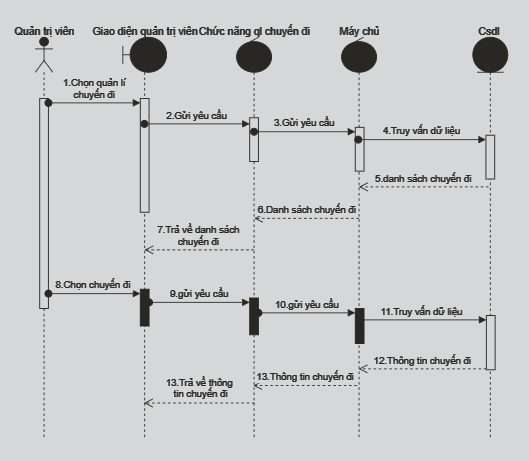 Quản trị viên Giao diện quản trị viên Chức năng ql chuyến đi Máy chủ Csdl
1.Chọn quản lí
chuyến đi
2.Gửi yêu cầu
3.Gửi yêu cầu
4.Truy vấn dữ liệu
5.danh sách chuyến đi
6.Danh sách chuyến đi
7.Trả về danh sách
chuyến đi
8.Chọn chuyến đi
9.gửi yêu cầu
10.gửi yêu cầu
11.Truy vấn dữ liệu
12.Thông tin chuyến đi
13.Thông tin chuyến đi
13.Trả về thông
tin chuyến đi